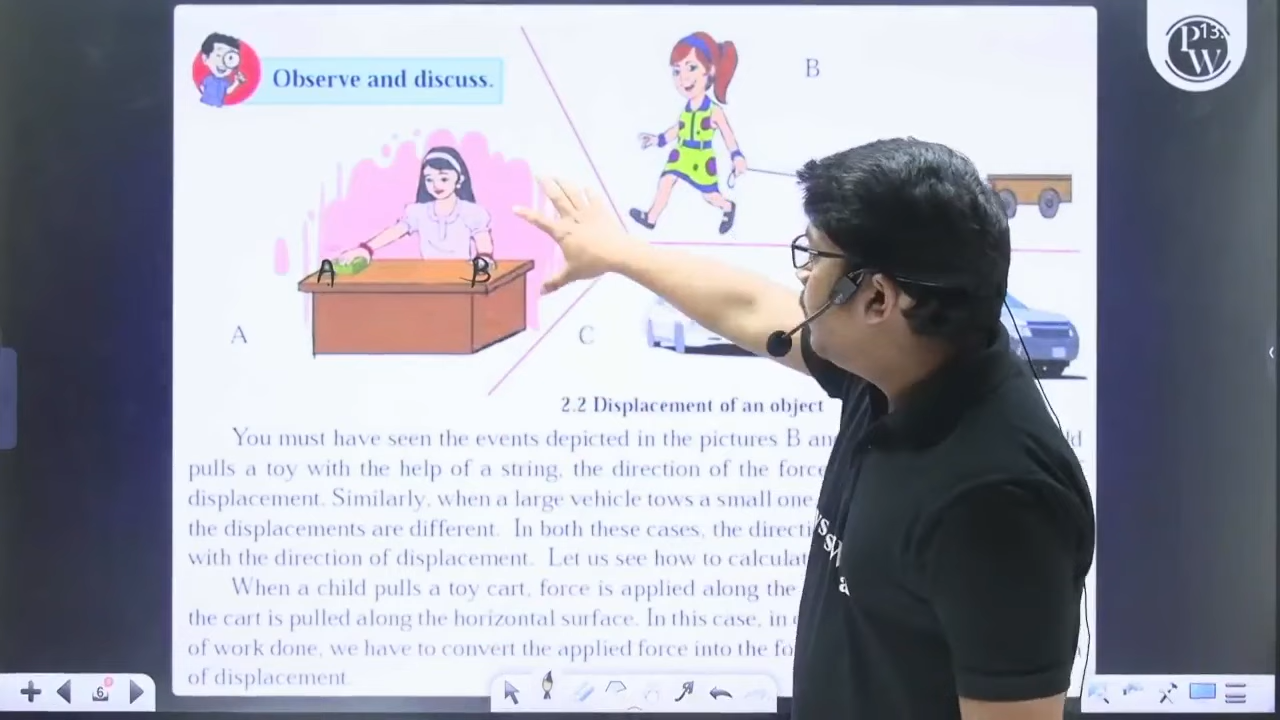 Observe and discuss.
B
PW
13.
A
B
A
C
2.2 Displacement of an object
You must have seen the events depicted in the pictures B
pulls a toy with the help of a string, the direction of the force
displacement. Similarly, when a large vehicle tows a small one
the displacements are different. In both these cases, the
with the direction of displacement. Let us see how to
When a child pulls a toy cart, force is applied along the
the cart is pulled along the horizontal surface. In this case, in
of work done, we have to convert the applied force into the
of displacement.
6